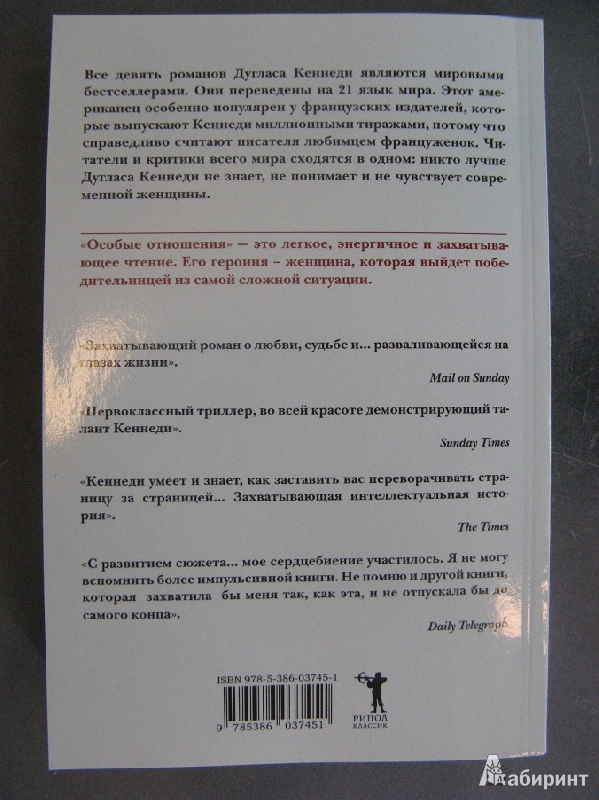 Все девять романов Дугласа Кеннеди являются мировыми
бестселлерами. Они переведены на 21 язык мира. Этот аме-
риканец особенно популярен у французских издателей, кото-
рые выпускают Кеннеди миллионными тиражами, потому что
справедливо считают писателя любимцем француженок. Чи-
татели и критики всего мира сходятся в одном: никто лучше
Дугласа Кеннеди не знает, не понимает и не чувствует совре-
менной женщины.
«Особые отношения» — это легкое, энергичное и захватыва-
ющее чтение. Его героиня – женщина, которая выйдет побе-
дительницей из самой сложной ситуации.
«Захватывающий роман о любви, судьбе и... разваливающейся на
глазах жизни».
Mail on Sunday
«Первоклассный триллер, во всей красоте демонстрирующий та-
лант Кеннеди».
Sunday Times
«Кеннеди умеет и знает, как заставить вас переворачивать стра-
ницу за страницей... Захватывающая интеллектуальная исто-
рия».
The Times
«С развитием сюжета... мое сердцебиение участилось. Я не могу
вспомнить более импульсивной книги. Не помню и другой книги,
которая захватила бы меня так, как эта, и не отпускала бы до
самого конца».
Daily Telegraph
ISBN 978-5-386-03745-1
9 785386 037451
РИПОЛ
КЛАССИК
Лабиринт